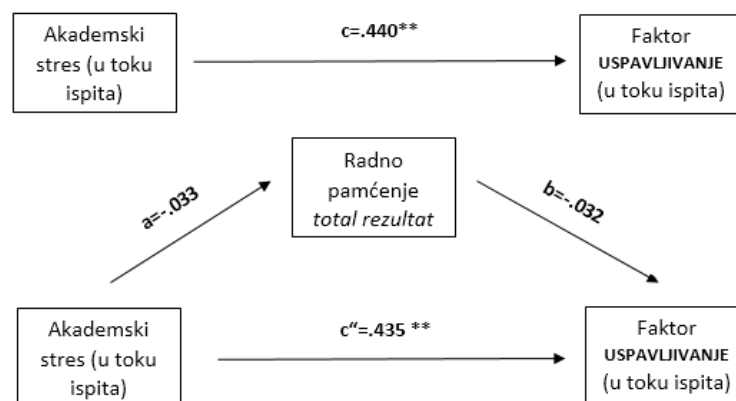 Akademski
stres (u toku
ispita)
c=.440**
Faktor
USPAVLJIVANJE
(u toku ispita)
Radno
pamćenje
total rezultat
a=-.033
b=-.032
Akademski
stres (u toku
ispita)
c“=.435 **
Faktor
USPAVLJIVANJE
(u toku ispita)